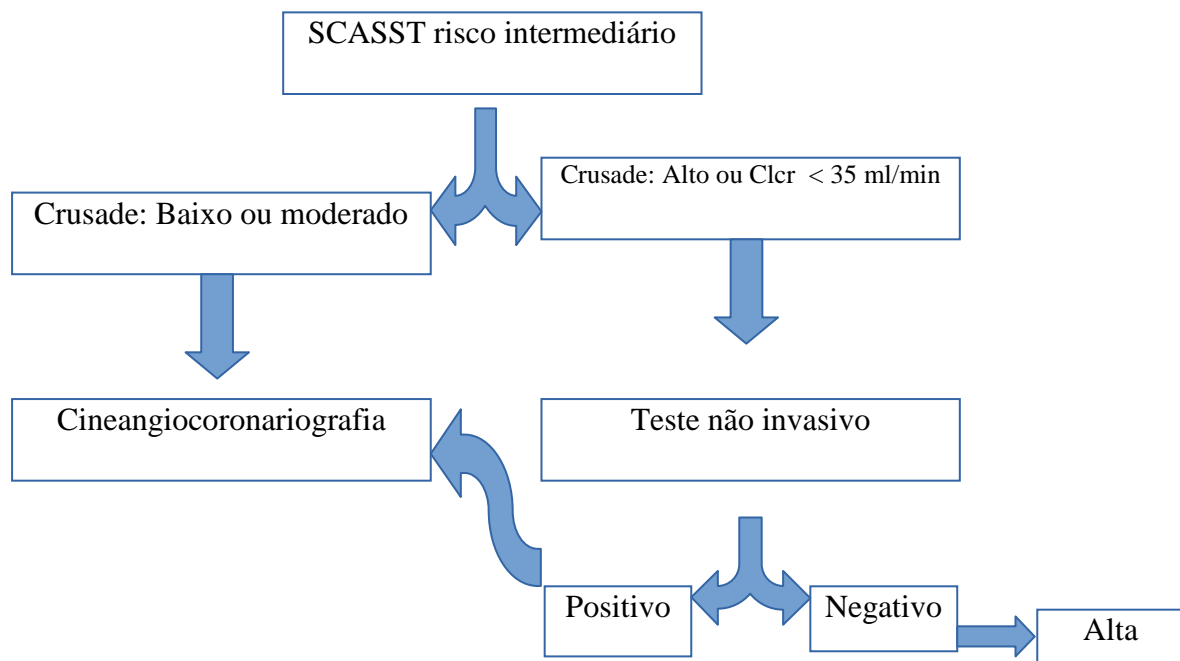 SCASST risco intermediário
Crusade: Baixo ou moderado
Crusade: Alto ou Clcr < 35 ml/min
Cineangiocoronariografia
Teste não invasivo
Positivo
Negativo
Alta